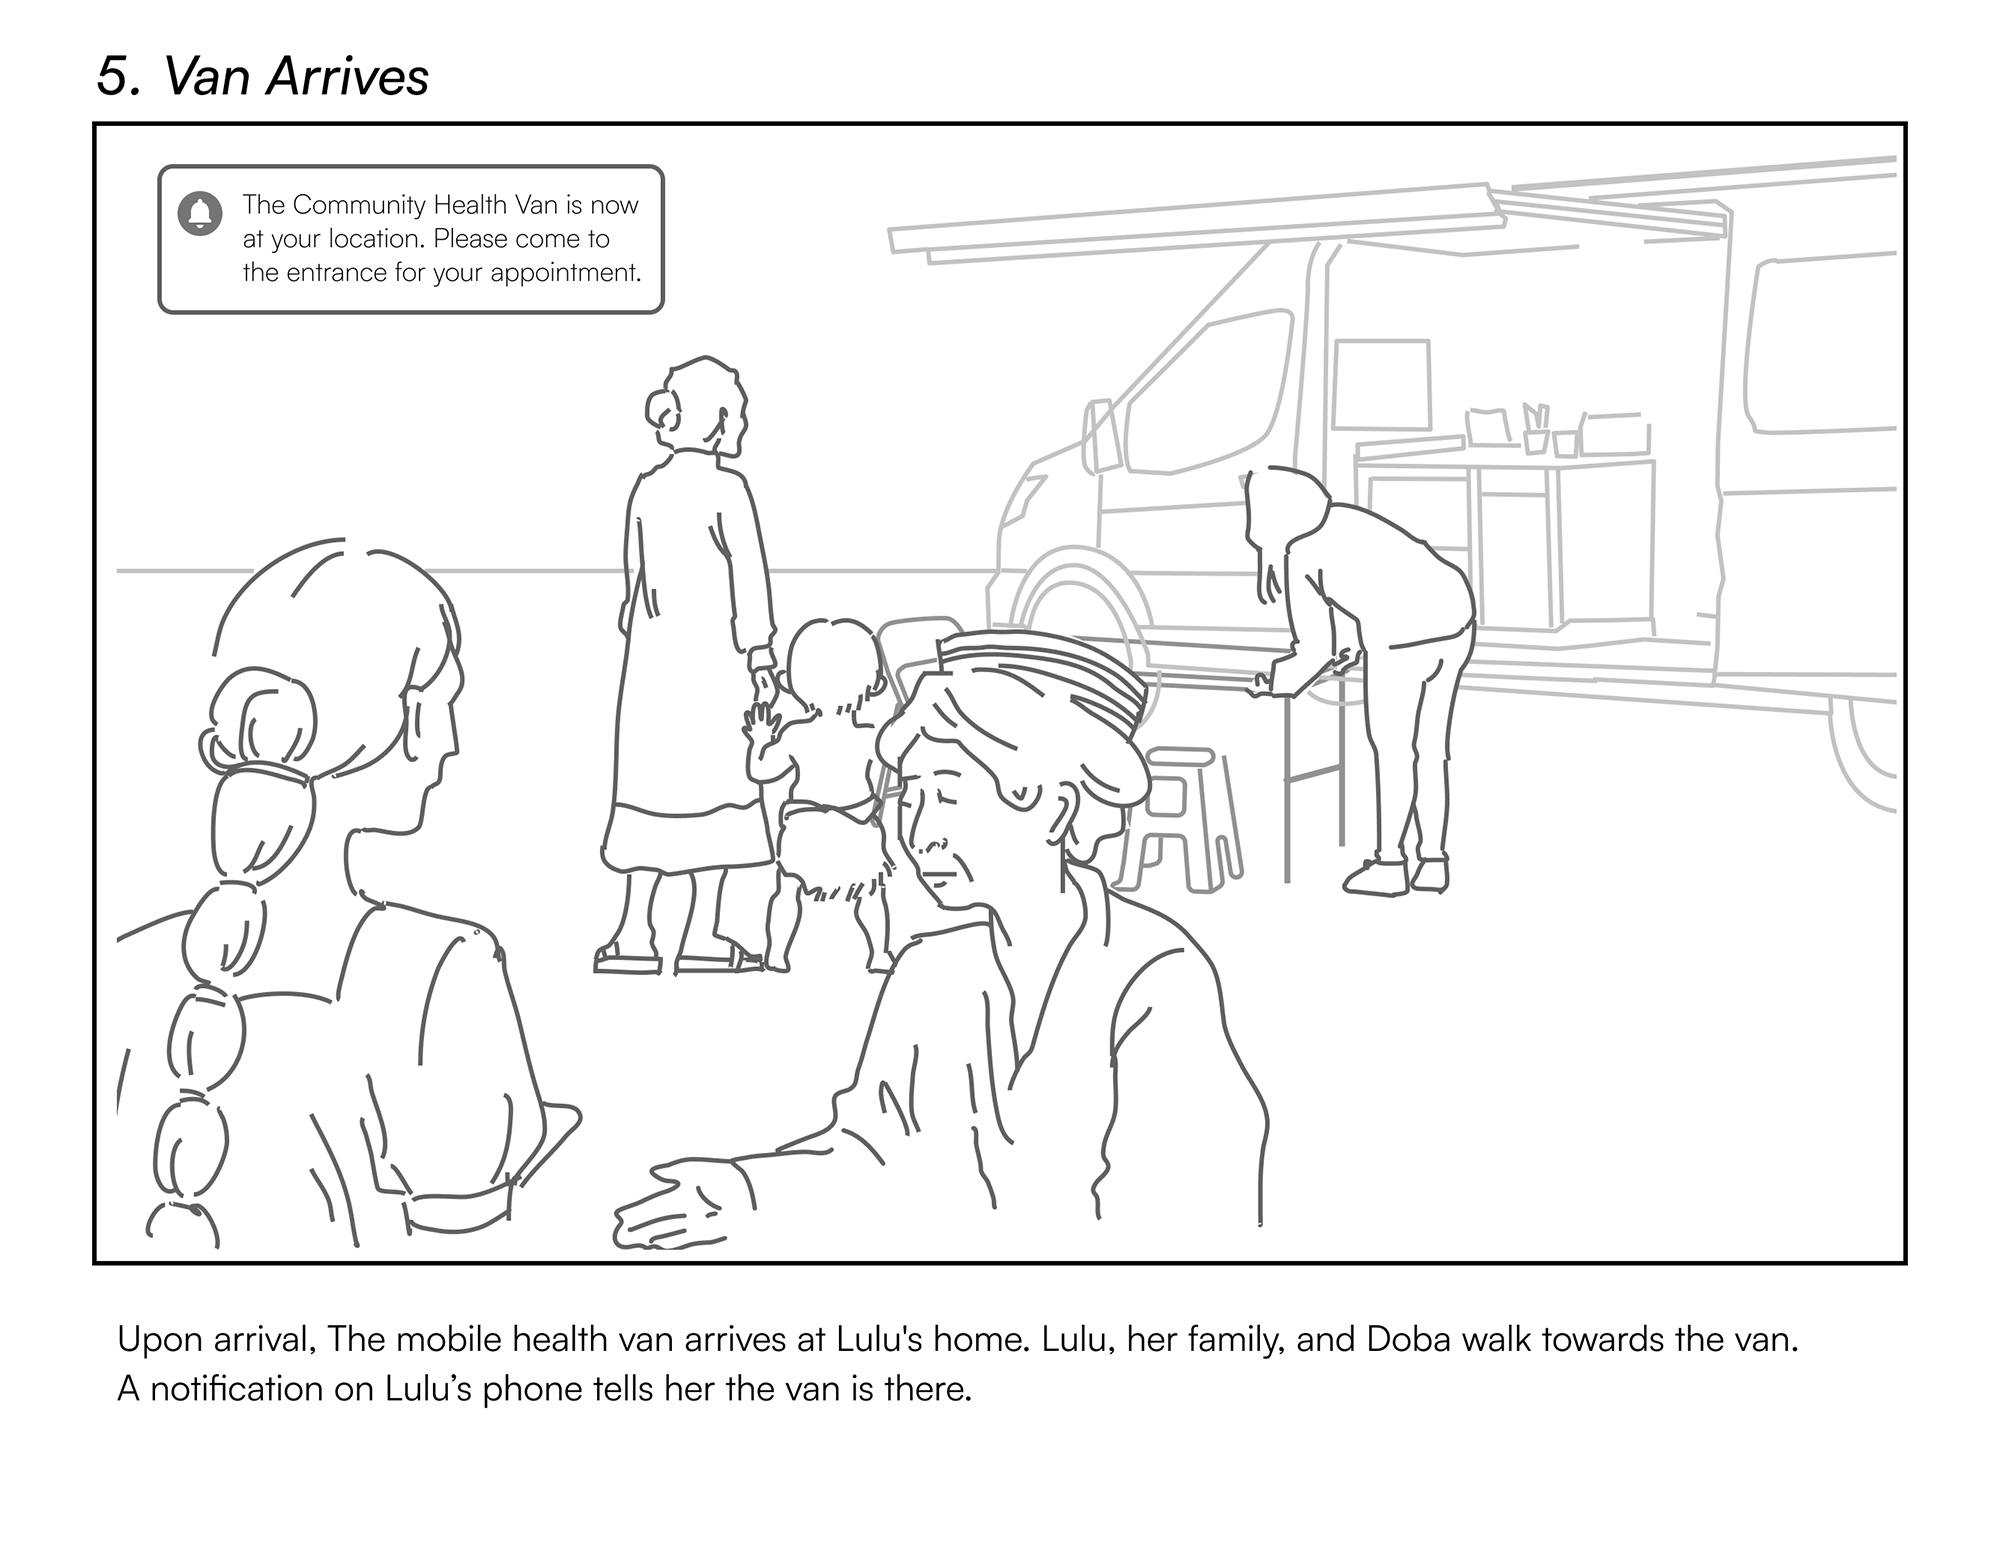 5. Van Arrives
The Community Health Van is now
at your location. Please come to
the entrance for your appointment.
Upon arrival, The mobile health van arrives at Lulu's home. Lulu, her family, and Doba walk towards the van.
A notification on Lulu’s phone tells her the van is there.